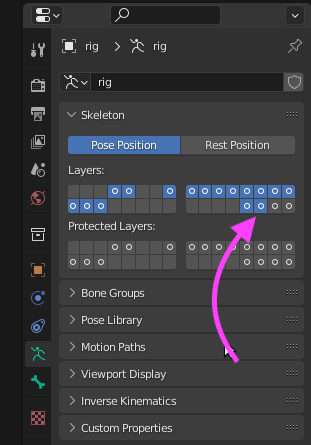 rig rig
rig
Skeleton
Pose Position Rest Position
Layers:
Protected Layers:
Bone Groups
Pose Library
Motion Paths
Viewport Display
Inverse Kinematics
Custom Properties